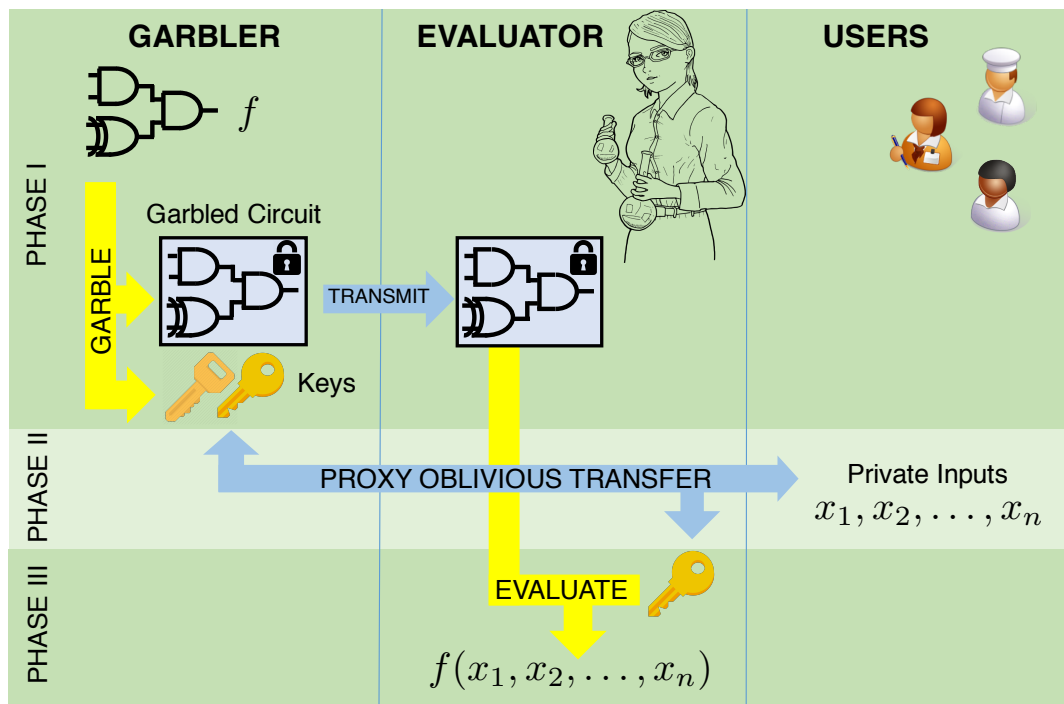 GARBLER
EVALUATOR
USERS
f
PHASE I
Garbled Circuit
GARBLE
TRANSMIT
Keys
PHASE II
PROXY OBLIVIOUS TRANSFER
Private Inputs
x₁, x₂, . . . , xₙ
PHASE III
EVALUATE
f(x₁, x₂, . . . , xₙ)